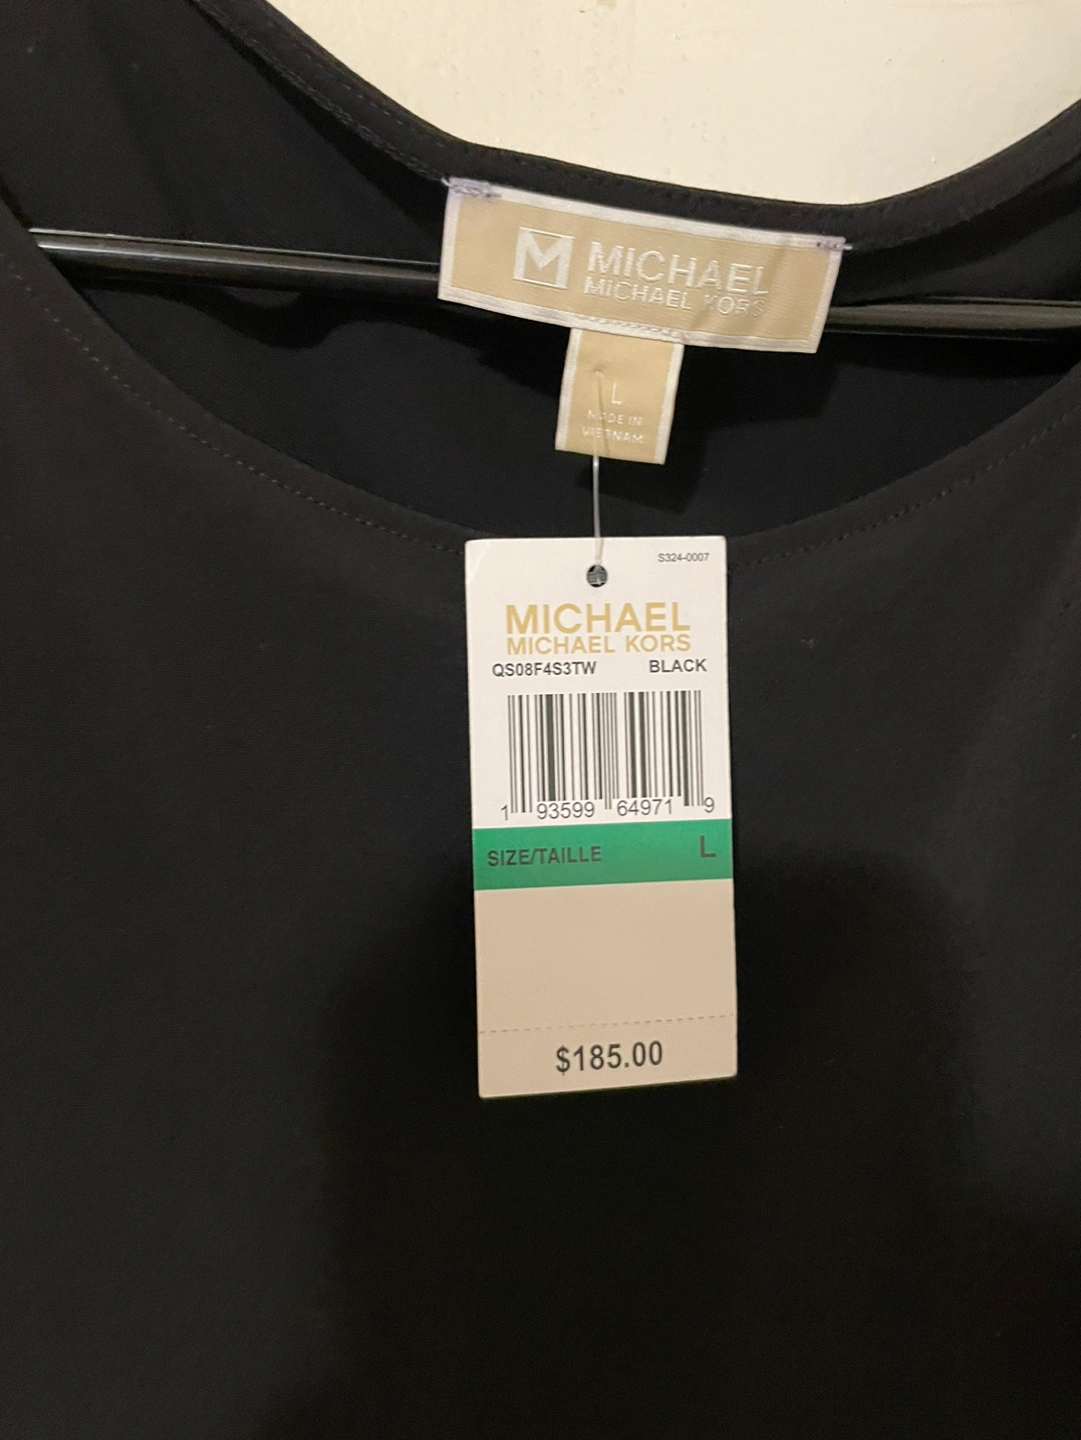 M MICHAEL
MICHAEL KORS
L
MADE IN
VIETNAM
S324-0007
MICHAEL
MICHAEL KORS
QS08F4S3TW BLACK
1 93599 64971 9
SIZE/TAILLE L
$185.00